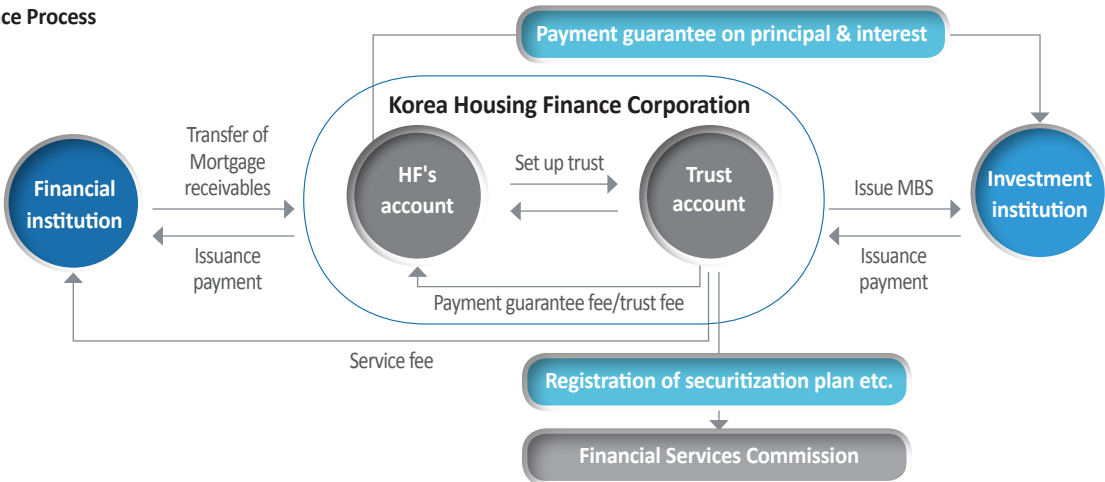 Process
Payment guarantee on principal & interest
Korea Housing Finance Corporation
Transfer of
Mortgage
receivables
Financial
institution
HF's
account
Set up trust
Trust
account
Issue MBS
Investment
institution
Issuance
payment
Issuance
payment
Payment guarantee fee/trust fee
Service fee
Registration of securitization plan etc.
Financial Services Commission